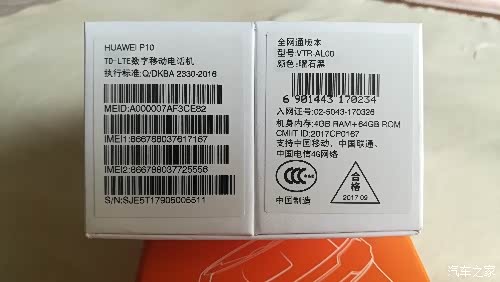 HUAWEI P10
TD-LTE数字移动电话机
执行标准: Q/DKBA 2330-2016
MEID:A000007AF3CE82
IMEI1:866788037617167
IMEI2:866788037725556
S/N:SJE5T17905005511
全网通版本
型号:VTR-AL00
颜色:曜石黑
6 901443 170234
入网证号: 02-5043-170326
机身内存:4GB RAM+64GB ROM
CMIIT ID:2017CP0167
支持中国移动、中国联通、
中国电信4G网络
CCC
中国制造
合格
2017 09
汽车之家